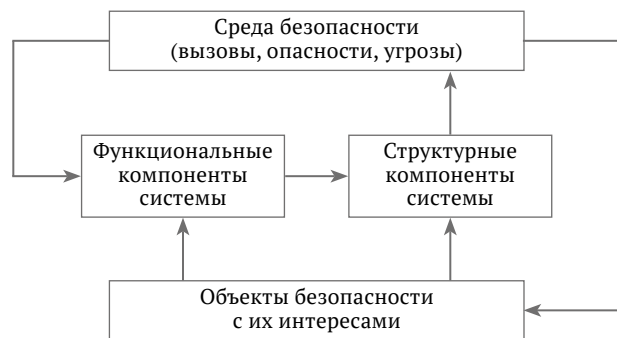 Среда безопасности
(вызовы, опасности, угрозы)
Функциональные
компоненты
системы
Структурные
компоненты
системы
Объекты безопасности
с их интересами